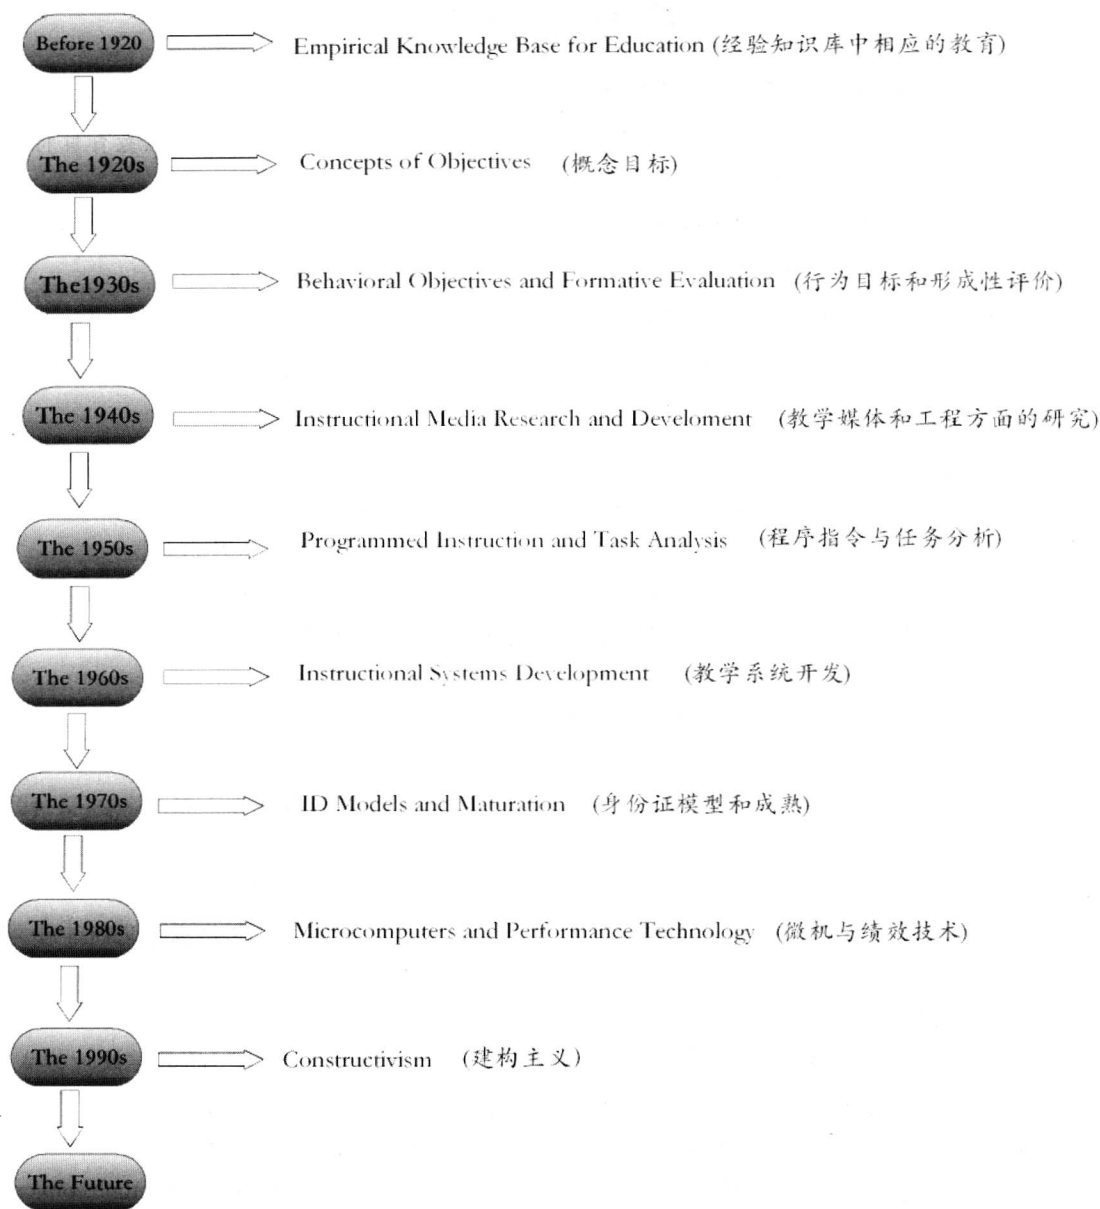 Before 1920 Empirical Knowledge Base for Education (经验知识库中相应的教育)
The 1920s Concepts of Objectives (概念目标)
The1930s Behavioral Objectives and Formative Evaluation (行为目标和形成性评价)
The 1940s Instructional Media Research and Develoment (教学媒体和工程方面的研究)
The 1950s Programmed Instruction and Task Analysis (程序指令与任务分析)
The 1960s Instructional Systems Development (教学系统开发)
The 1970s ID Models and Maturation (身份证模型和成熟)
The 1980s Microcomputers and Performance Technology (微机与绩效技术)
The 1990s Constructivism (建构主义)
The Future